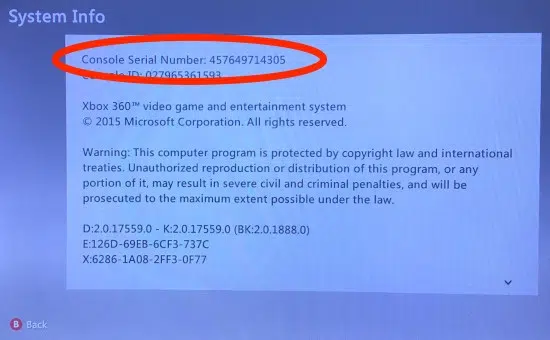 System Info
Console Serial Number: 457649714305
Console ID: 027965361593
Xbox 360™ video game and entertainment system
© 2015 Microsoft Corporation. All rights reserved.
Warning: This computer program is protected by copyright law and international
treaties. Unauthorized reproduction or distribution of this program, or any
portion of it, may result in severe civil and criminal penalties, and will be
prosecuted to the maximum extent possible under the law.
D:2.0.17559.0 - K:2.0.17559.0 (BK:2.0.1888.0)
E:126D-69EB-6CF3-737C
X:6286-1A08-2FF3-0F77
B Back